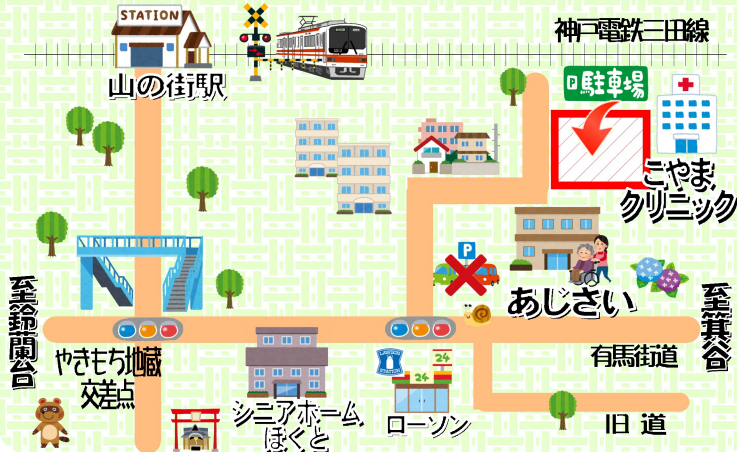 STATION
神戸電鉄三田線
山の街駅
P駐車場
こやま
クリニック
P
あじさい
至鈴蘭台
至箕谷
やきもち地蔵
交差点
有馬街道
シニアホーム
ほくと
LAWSON
STATION
24
24
ローソン
旧道